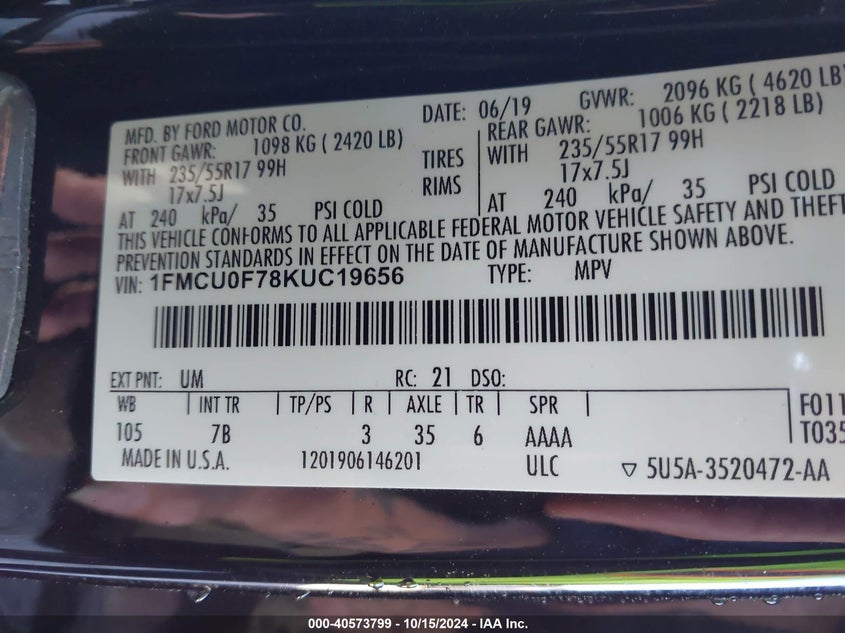 MFD. BY FORD MOTOR CO. DATE: 06/19 GVWR: 2096 KG ( 4620 LB)
FRONT GAWR: 1098 KG ( 2420 LB) REAR GAWR: 1006 KG ( 2218 LB)
WITH 235/55R17 99H TIRES WITH 235/55R17 99H
17x7.5J RIMS 17x7.5J
AT 240 kPa/ 35 PSI COLD AT 240 kPa/ 35 PSI COLD
THIS VEHICLE CONFORMS TO ALL APPLICABLE FEDERAL MOTOR VEHICLE SAFETY AND THEFT
PREVENTION STANDARDS IN EFFECT ON THE DATE OF MANUFACTURE SHOWN ABOVE.
VIN: 1FMCU0F78KUC19656 TYPE: MPV
EXT PNT: UM RC: 21 DSO:
WB INT TR TP/PS R AXLE TR SPR F011
105 7B 3 35 6 AAAA T035
MADE IN U.S.A. 1201906146201 ULC 5U5A-3520472-AA
000-40573799 - 10/15/2024 - IAA Inc.